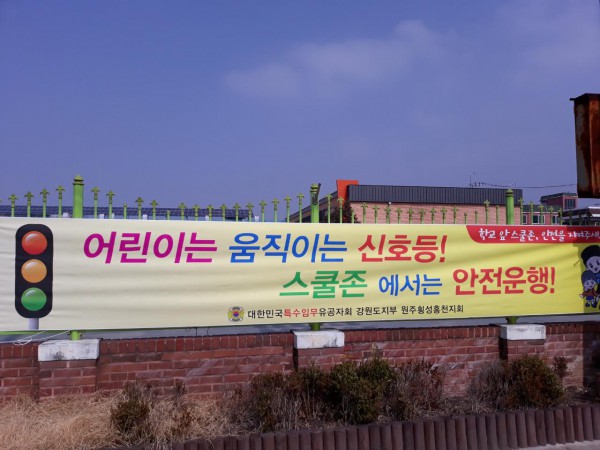 학교 앞 스쿨존, 안전을 지켜주세
어린이는 움직이는 신호등!
스쿨존 에서는 안전운행!
대한민국특수임무유공자회 강원도지부 원주횡성홍천지회